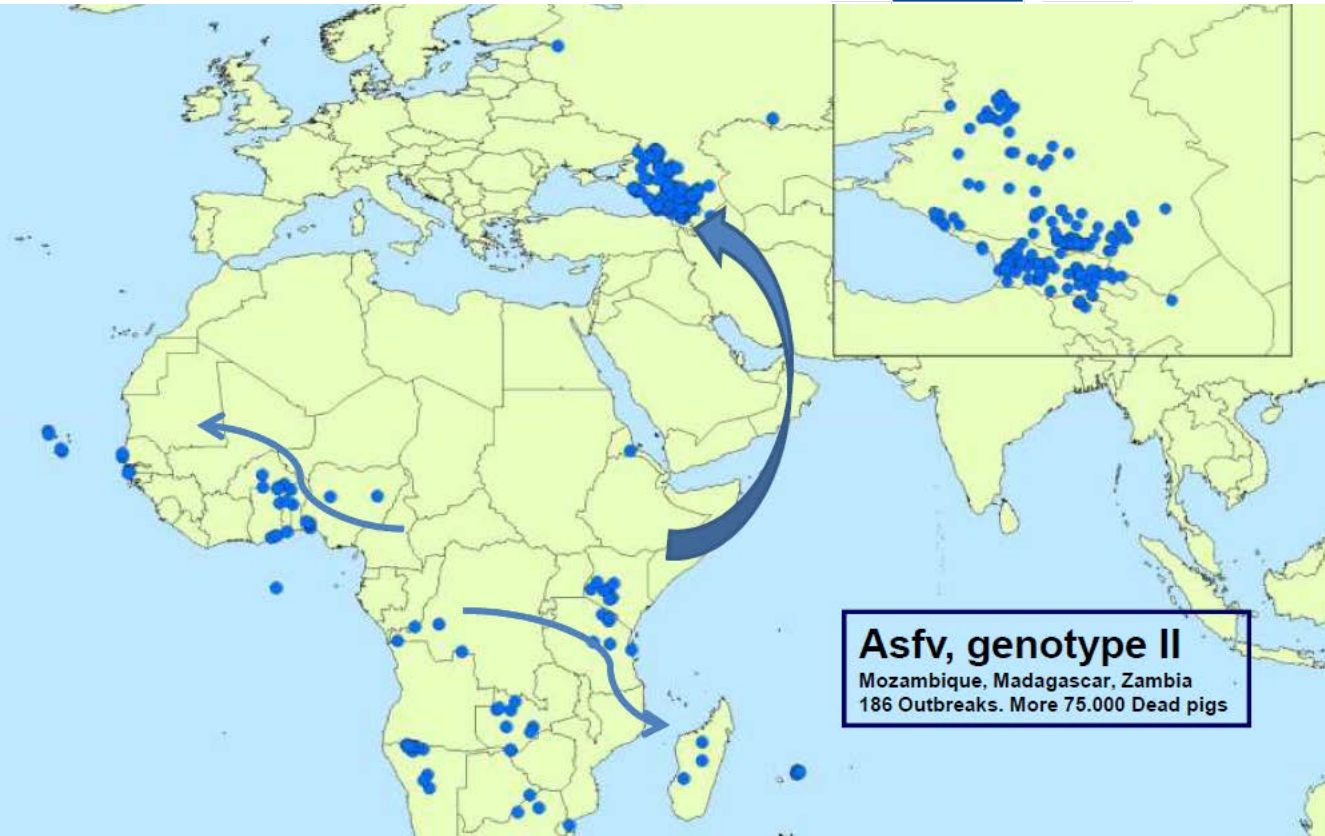 Asfv, genotype II
Mozambique, Madagascar, Zambia
186 Outbreaks. More 75.000 Dead pigs